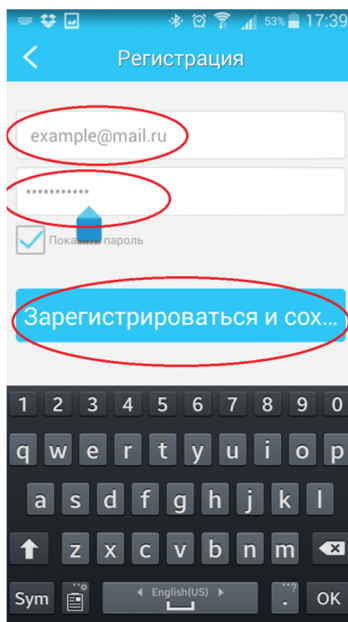 53% 17:39
Регистрация
example@mail.ru
•••••••••••
Показать пароль
Зарегистрироваться и сох...
1 2 3 4 5 6 7 8 9 0
q w e r t y u i o p
a s d f g h j k l
z x c v b n m
Sym English(US) . OK